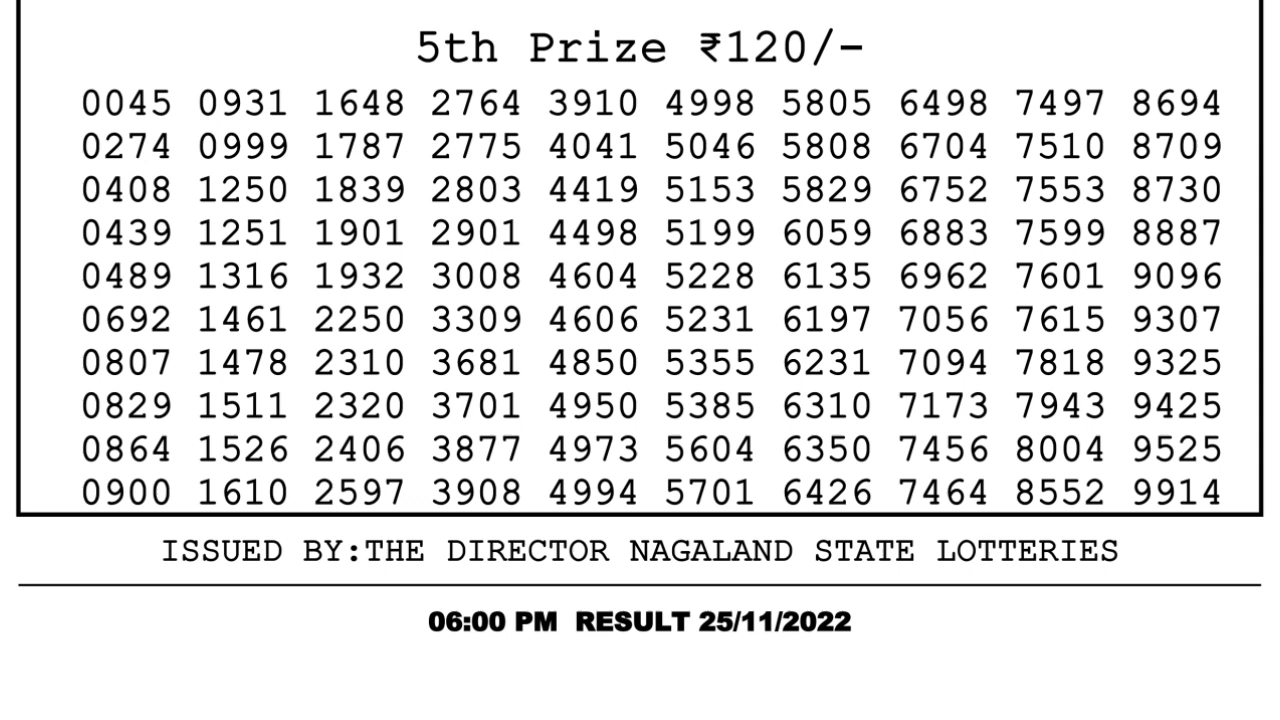 5th Prize ₹120/-
0045 0931 1648 2764 3910 4998 5805 6498 7497 8694
0274 0999 1787 2775 4041 5046 5808 6704 7510 8709
0408 1250 1839 2803 4419 5153 5829 6752 7553 8730
0439 1251 1901 2901 4498 5199 6059 6883 7599 8887
0489 1316 1932 3008 4604 5228 6135 6962 7601 9096
0692 1461 2250 3309 4606 5231 6197 7056 7615 9307
0807 1478 2310 3681 4850 5355 6231 7094 7818 9325
0829 1511 2320 3701 4950 5385 6310 7173 7943 9425
0864 1526 2406 3877 4973 5604 6350 7456 8004 9525
0900 1610 2597 3908 4994 5701 6426 7464 8552 9914
ISSUED BY:THE DIRECTOR NAGALAND STATE LOTTERIES
06:00 PM RESULT 25/11/2022